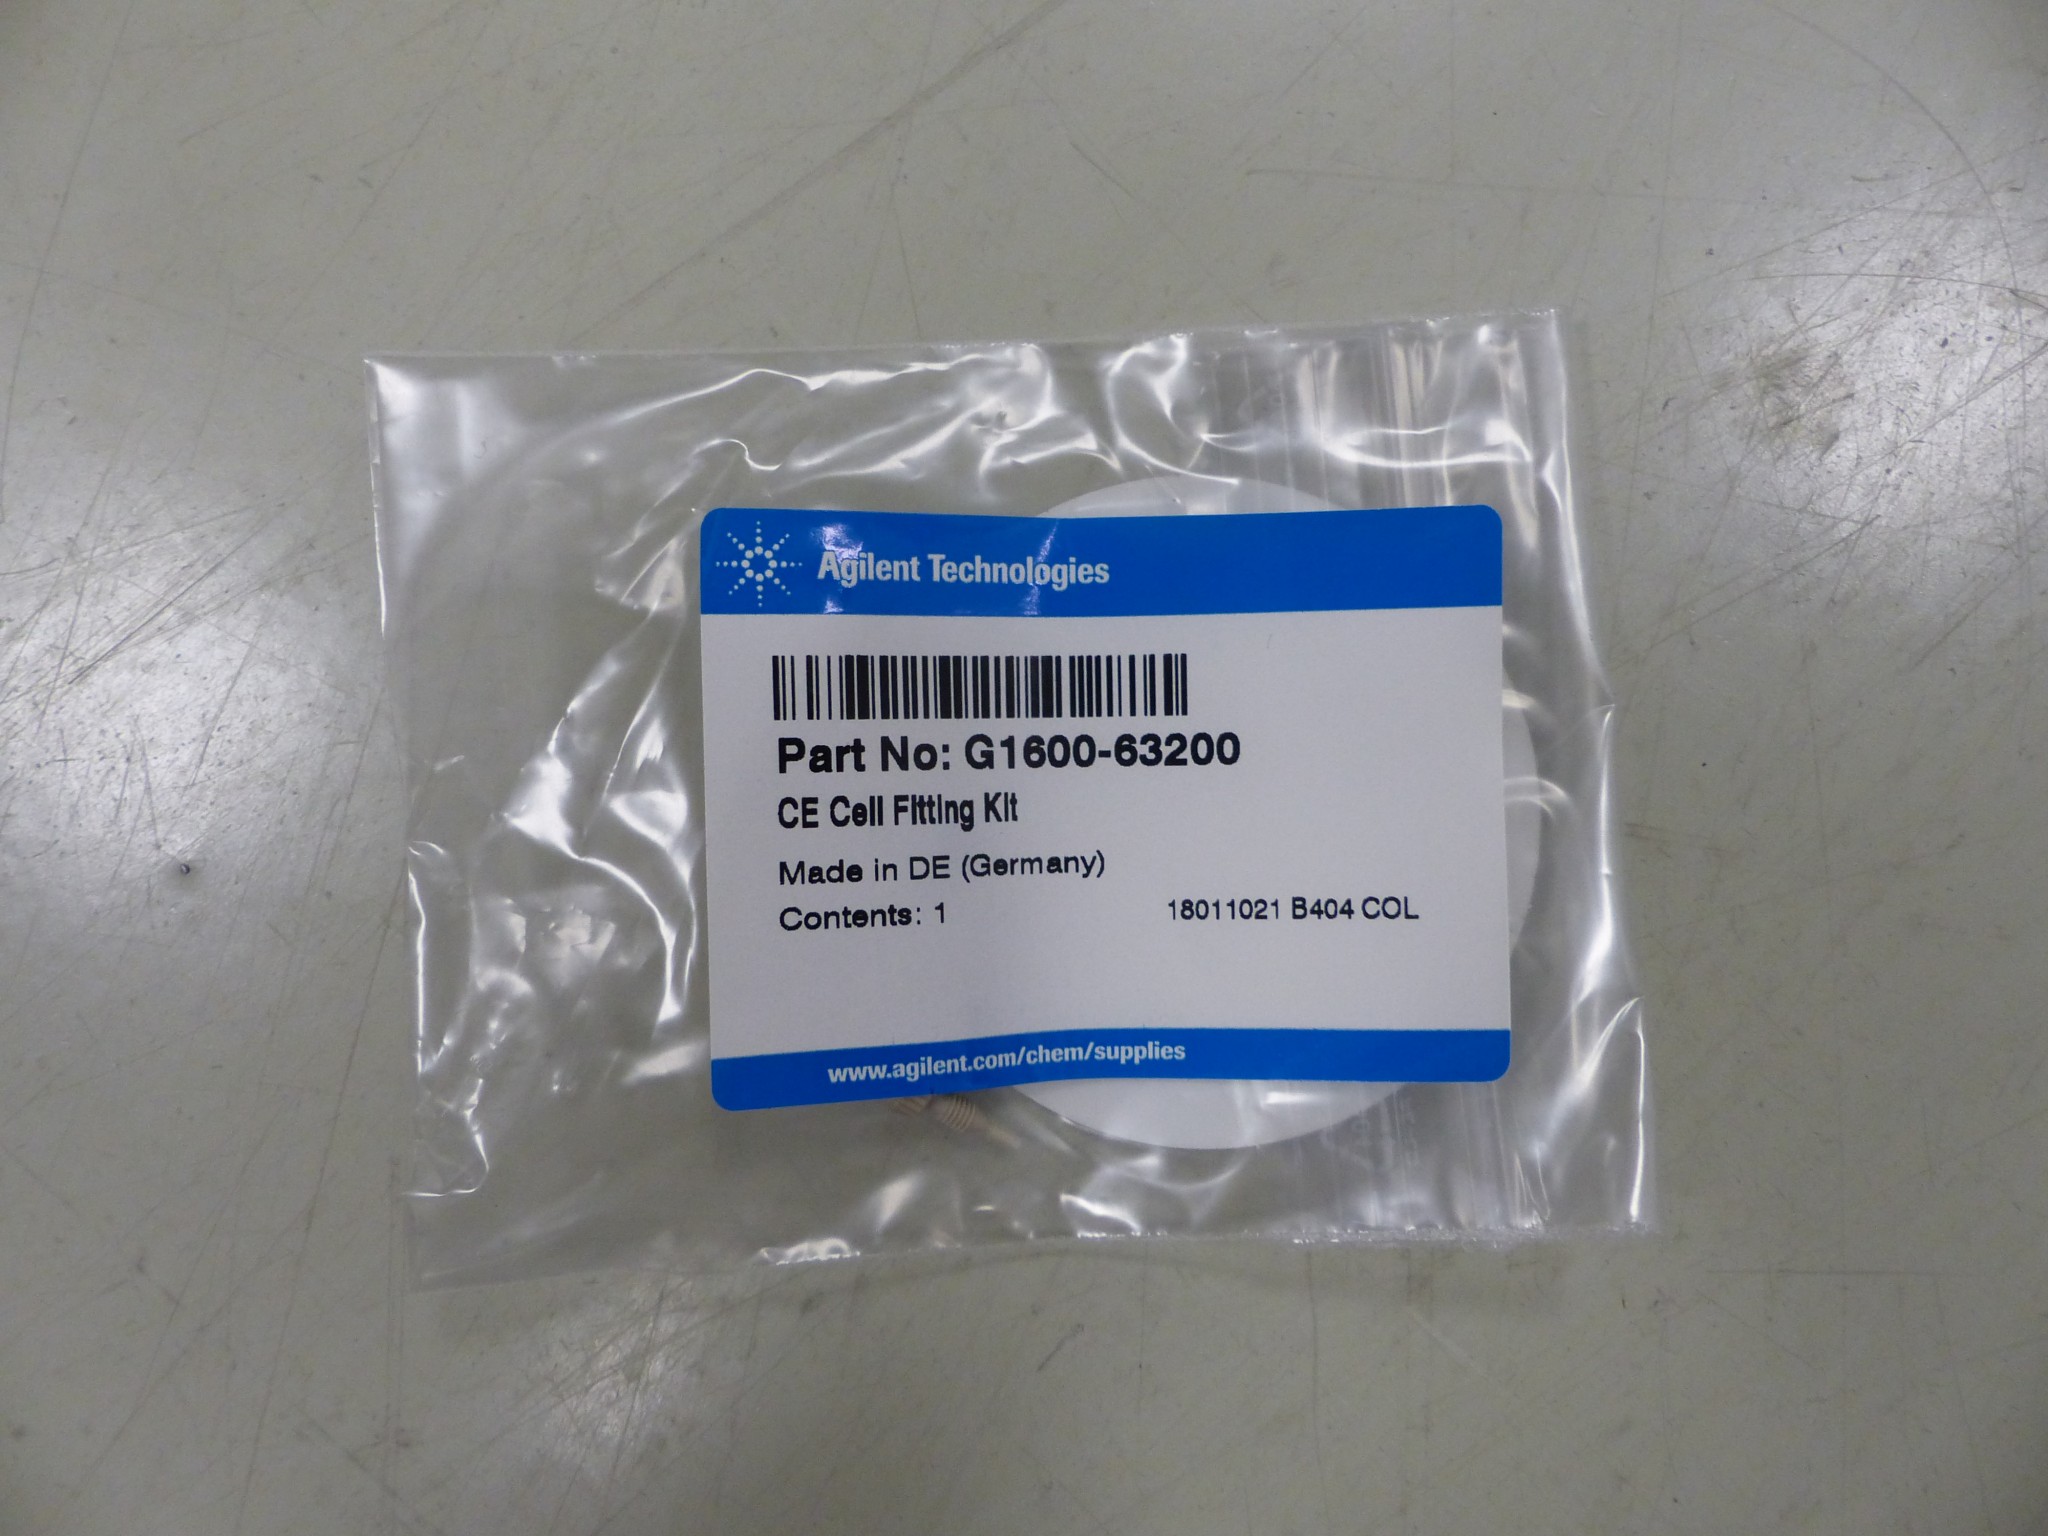 Agilent Technologies
Part No: G1600-63200
CE Cell Fitting Kit
Made in DE (Germany)
Contents: 1
18011021 B404 COL
www.agilent.com/chem/supplies